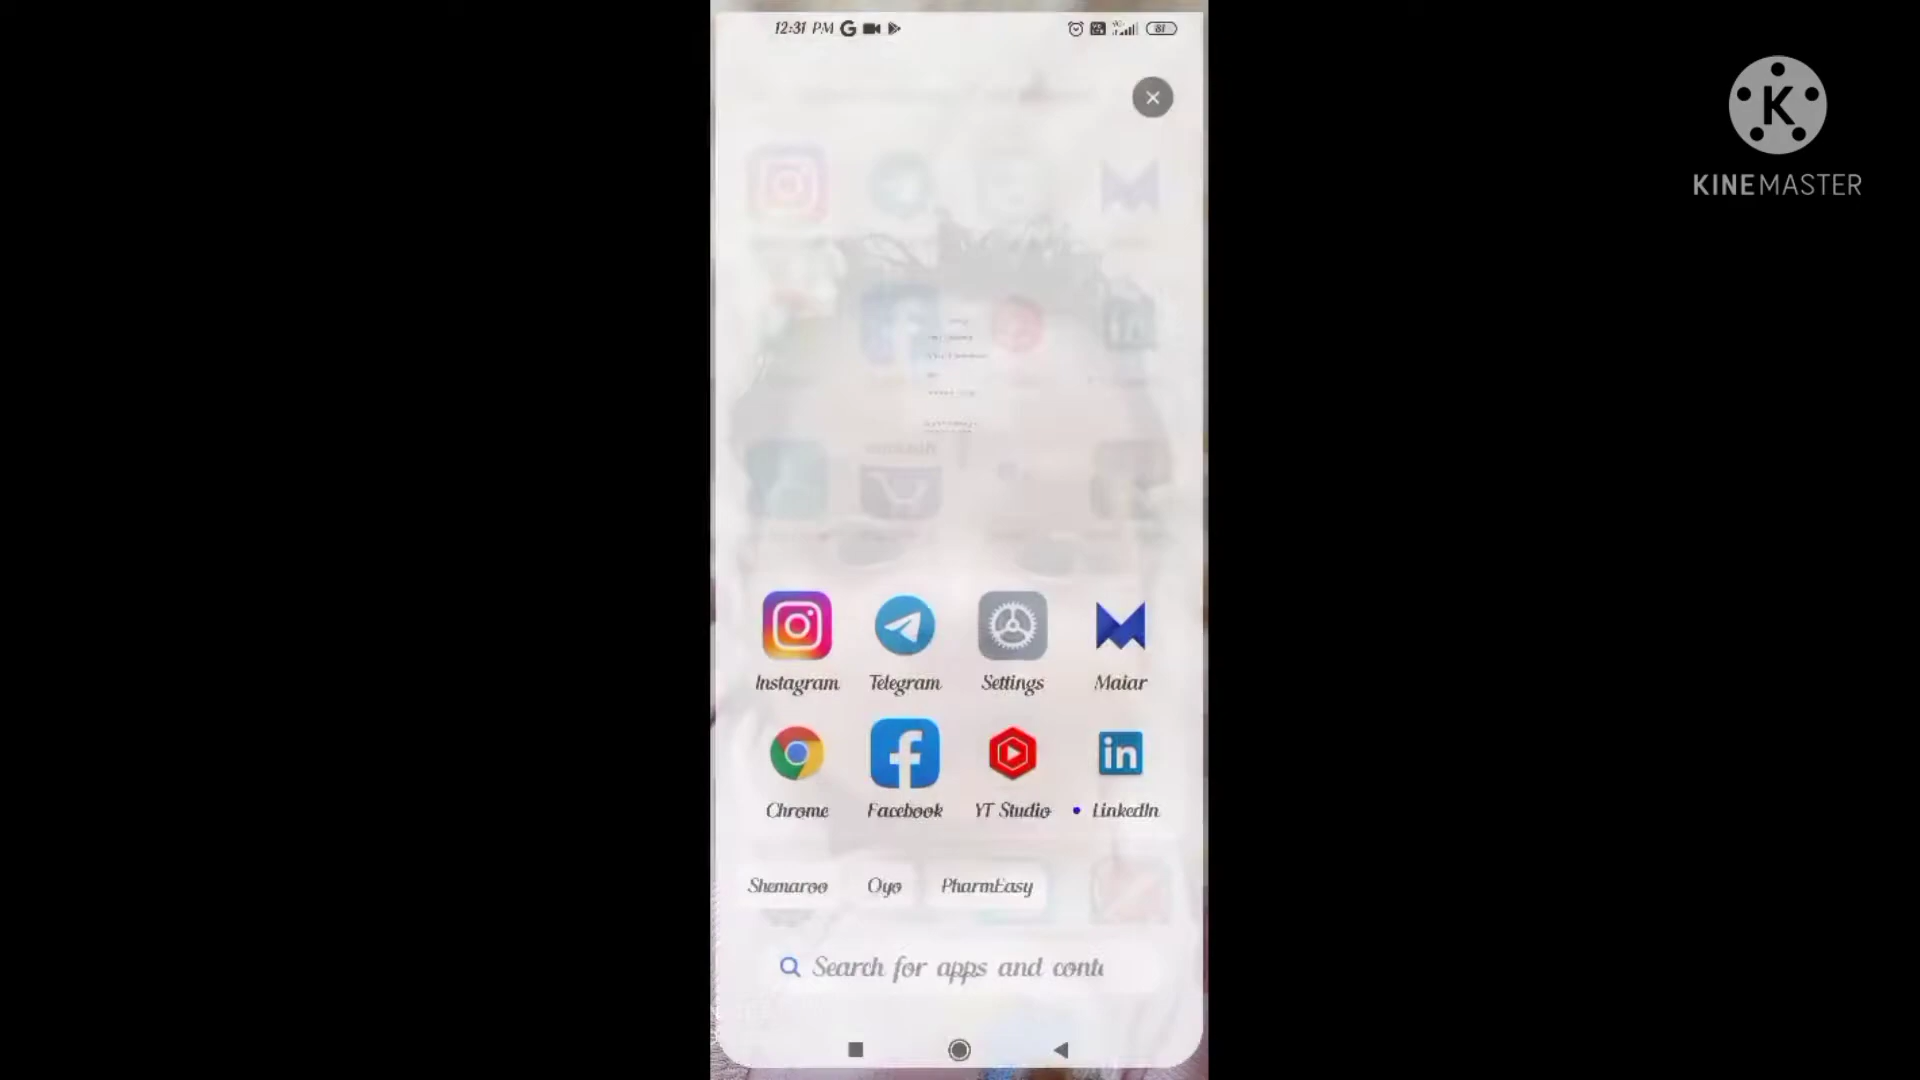 12:31 PM
81
KINEMASTER
Instagram Telegram Settings Maiar
Chrome Facebook YT Studio LinkedIn
Shemaroo Oyo PharmEasy
Search for apps and conte